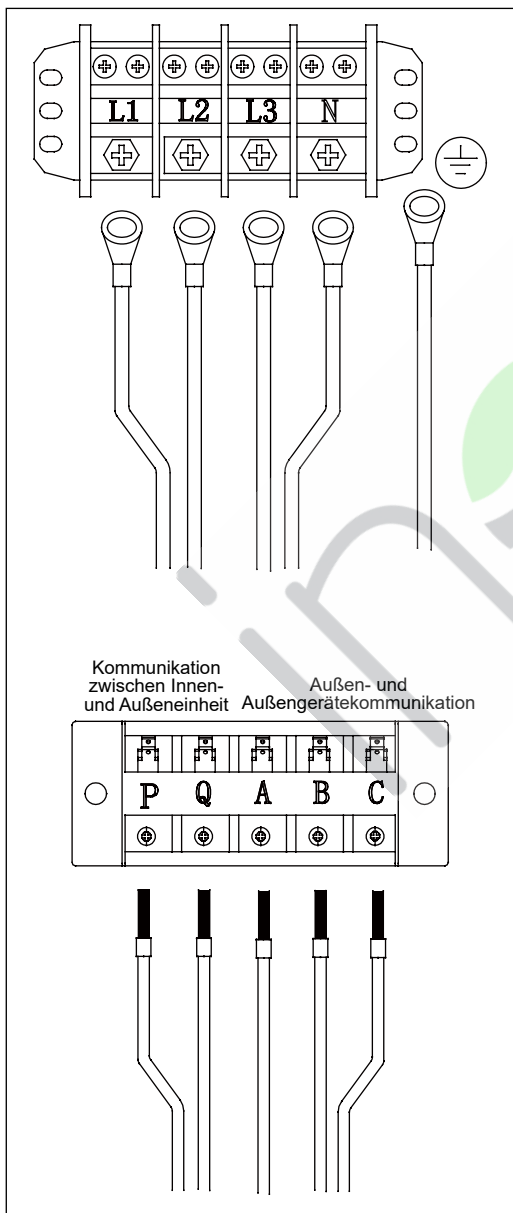 L1 L2 L3 N
Kommunikation
zwischen Innen-
und Außeneinheit
Außen- und
Außengerätekommunikation
P Q A B C